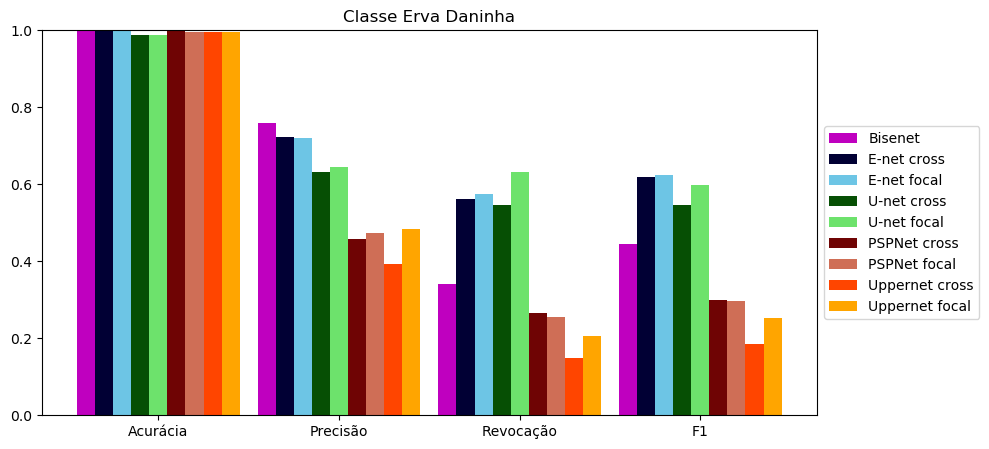 Classe Erva Daninha
1.0
0.8
0.6
0.4
0.2
0.0
Acurácia
Precisão
Revocação
F1
Bisenet
E-net cross
E-net focal
U-net cross
U-net focal
PSPNet cross
PSPNet focal
Uppernet cross
Uppernet focal